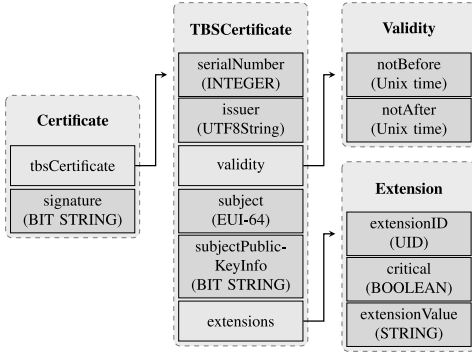 Certificate
tbsCertificate
signature
(BIT STRING)
TBSCertificate
serialNumber
(INTEGER)
issuer
(UTF8String)
validity
subject
(EUI-64)
subjectPublic-
KeyInfo
(BIT STRING)
extensions
Validity
notBefore
(Unix time)
notAfter
(Unix time)
Extension
extensionID
(UID)
critical
(BOOLEAN)
extensionValue
(STRING)